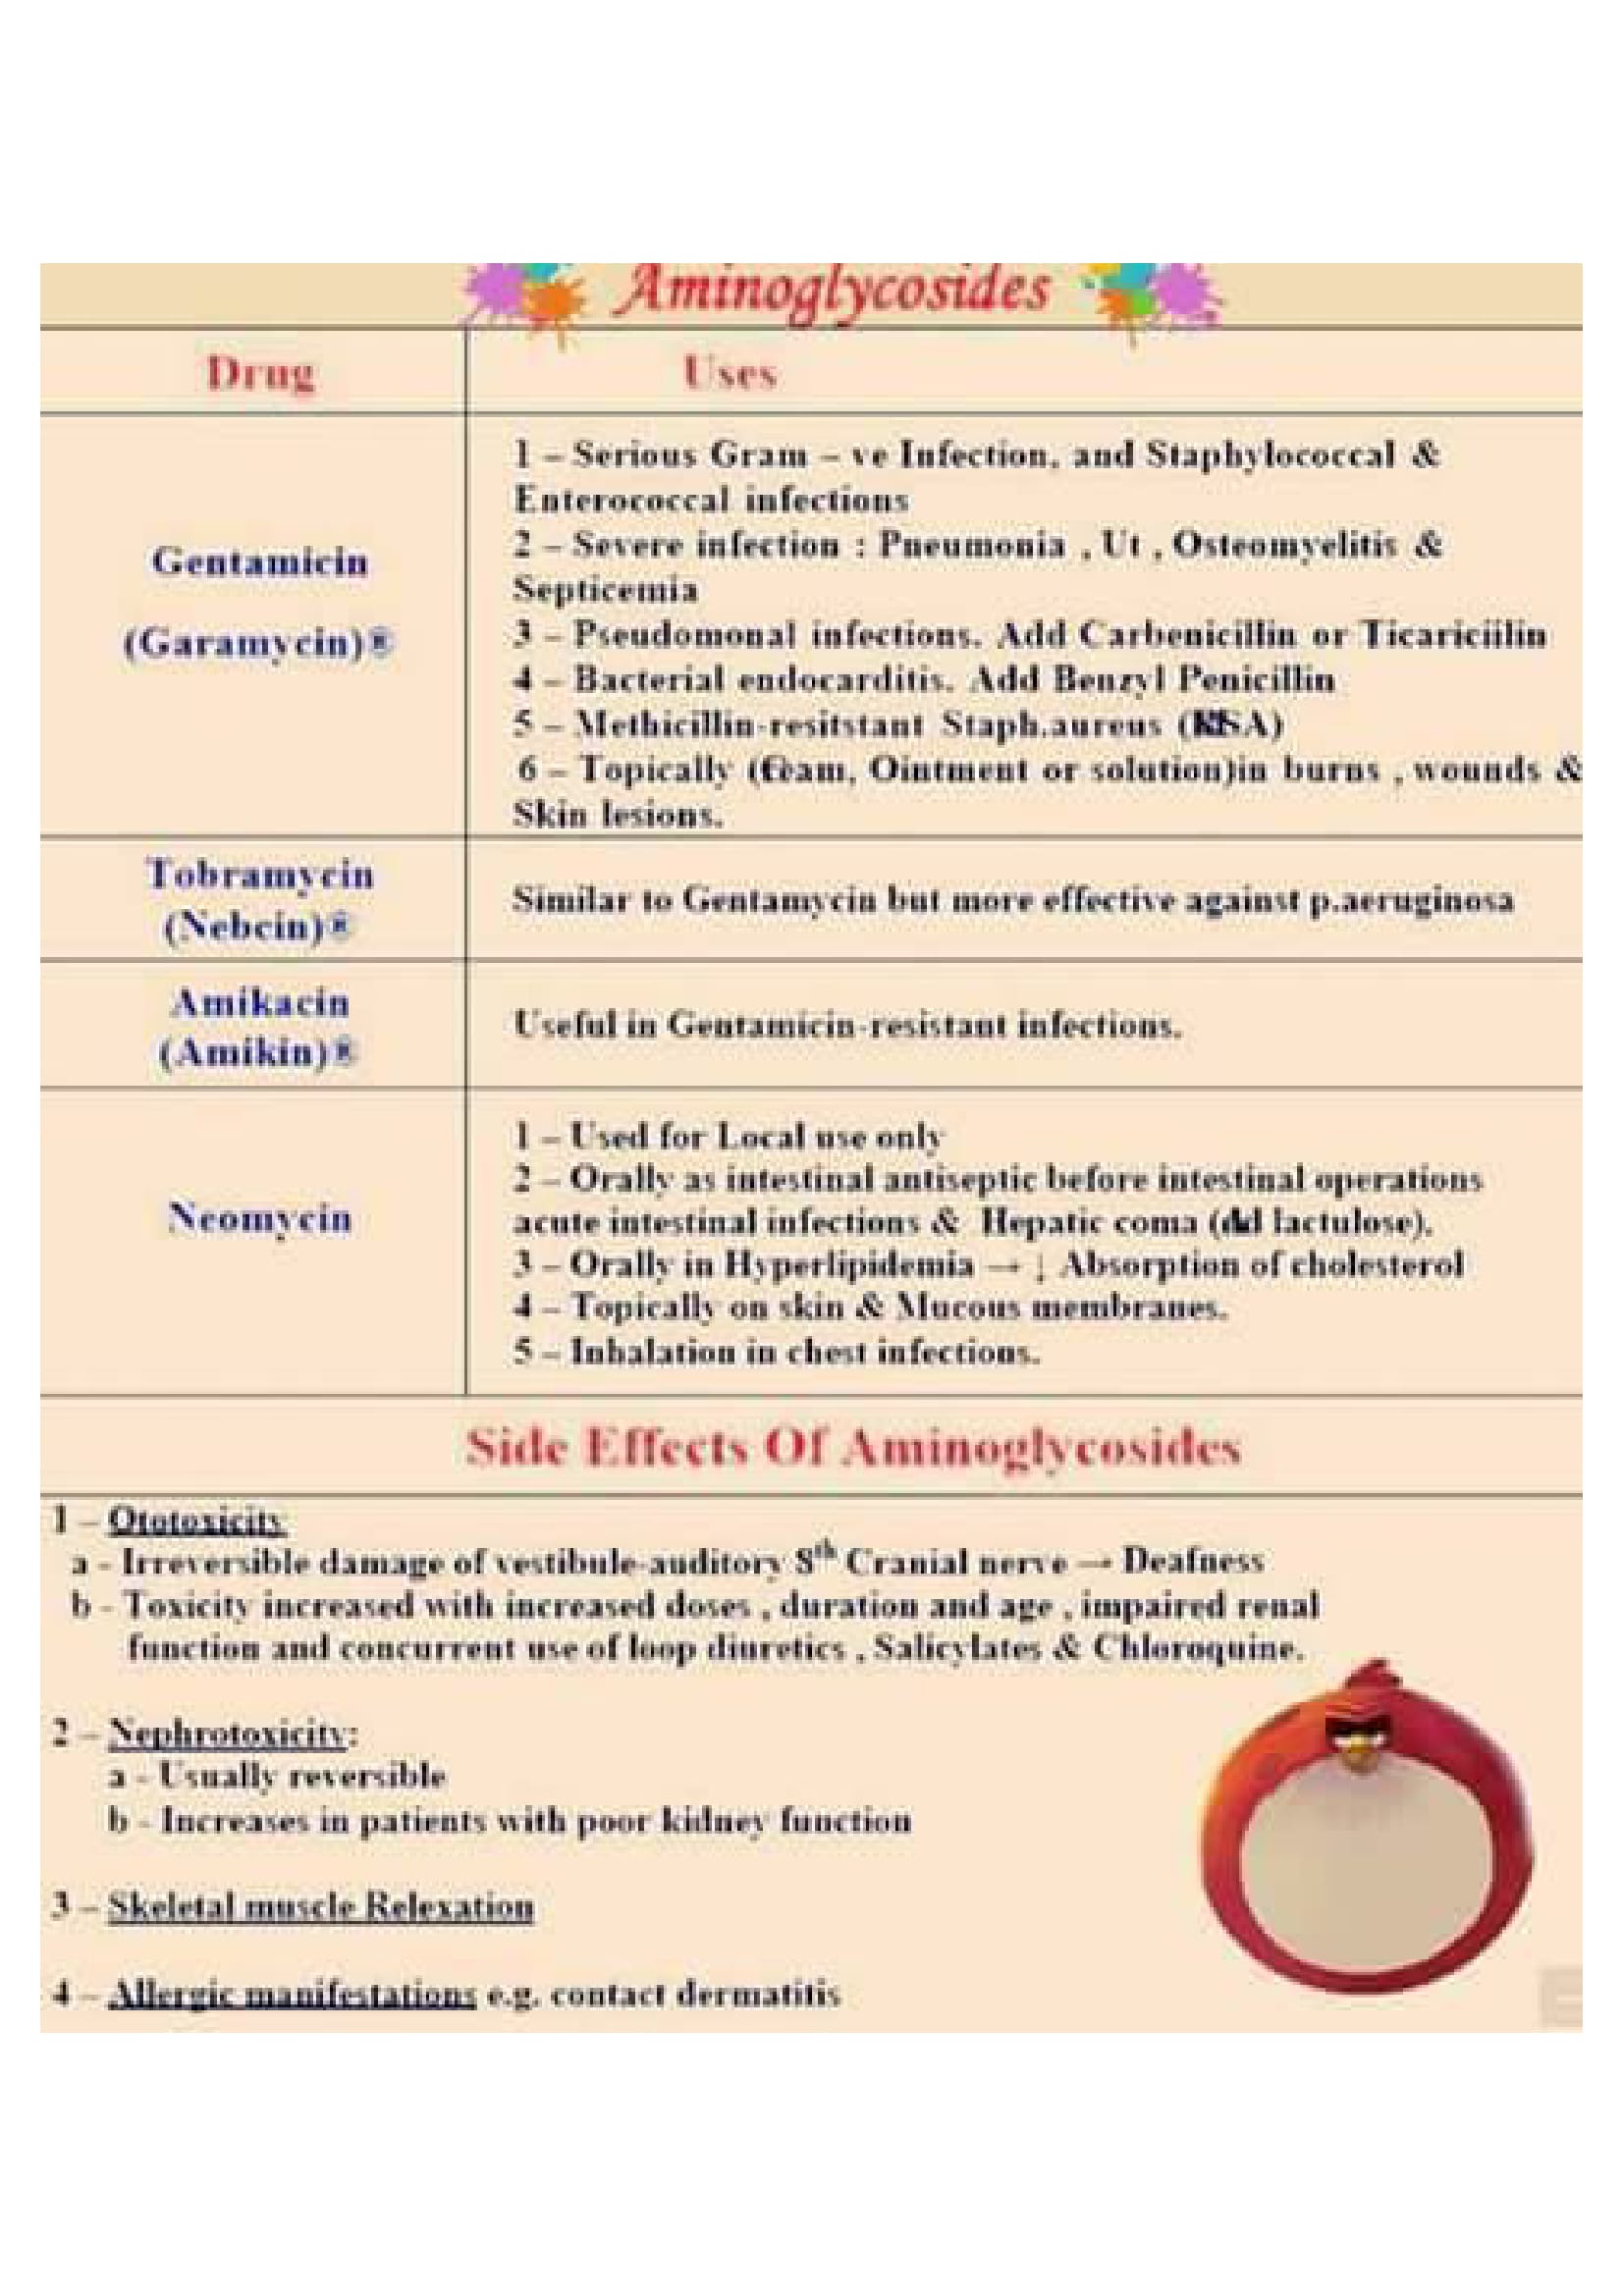 Aminoglycosides
Drug
Uses
Gentamicin
(Garamycin)®
1 – Serious Gram – ve Infection, and Staphylococcal &
Enterococcal infections
2 – Severe infection : Pneumonia , Ut , Osteomyelitis &
Septicemia
3 – Pseudomonal infections. Add Carbenicillin or Ticariciilin
4 – Bacterial endocarditis. Add Benzyl Penicillin
5 – Methicillin-resitstant Staph.aureus
6 – Topically Ointment or solution)in burns , wounds &
Skin lesions.
Tobramycin
(Nebcin)®
Similar to Gentamycin but more effective against p.aeruginosa
Amikacin
(Amikin)®
Useful in Gentamicin-resistant infections.
Neomycin
1 – Used for Local use only
2 – Orally as intestinal antiseptic before intestinal operations
acute intestinal infections & Hepatic coma lactulose).
3 – Orally in Hyperlipidemia → ↓ Absorption of cholesterol
4 – Topically on skin & Mucous membranes.
5 – Inhalation in chest infections.
Side Effects Of Aminoglycosides
1 – Ototoxicity
a - Irreversible damage of vestibule-auditory 8th Cranial nerve → Deafness
b - Toxicity increased with increased doses , duration and age , impaired renal
function and concurrent use of loop diuretics , Salicylates & Chloroquine.
2 – Nephrotoxicity:
a - Usually reversible
b - Increases in patients with poor kidney function
3 – Skeletal muscle Relexation
4 – Allergic manifestations e.g. contact dermatitis